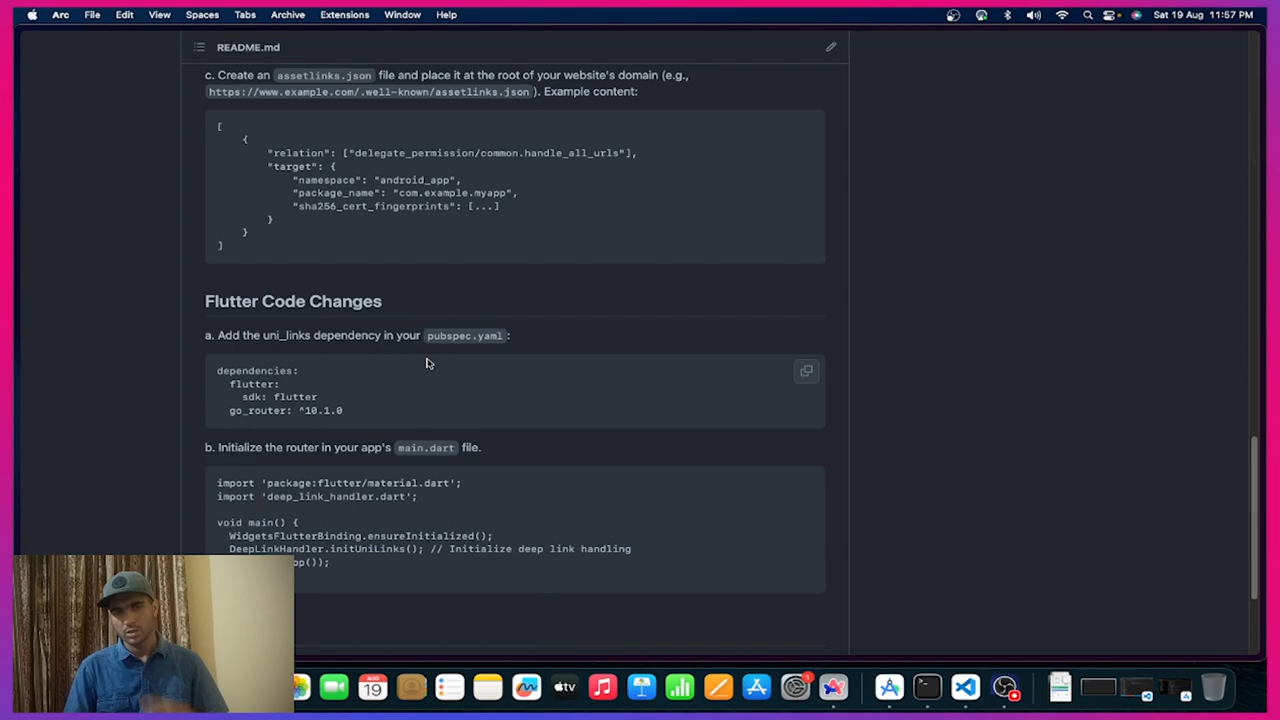 Arc File Edit View Spaces Tabs Archive Extensions Window Help Sat 19 Aug 11:57 PM
README.md
c. Create an assetlinks.json file and place it at the root of your website's domain (e.g.,
https://www.example.com/.well-known/assetlinks.json ). Example content:
[
{
"relation": ["delegate_permission/common.handle_all_urls"],
"target": {
"namespace": "android_app",
"package_name": "com.example.myapp",
"sha256_cert_fingerprints": [...]
}
}
]
Flutter Code Changes
a. Add the uni_links dependency in your pubspec.yaml :
dependencies:
flutter:
sdk: flutter
go_router: ^10.1.0
b. Initialize the router in your app's main.dart file.
import 'package:flutter/material.dart';
import 'deep_link_handler.dart';
void main() {
WidgetsFlutterBinding.ensureInitialized();
DeepLinkHandler.initUniLinks(); // Initialize deep link handling
pp());
AUG
19
tv
1